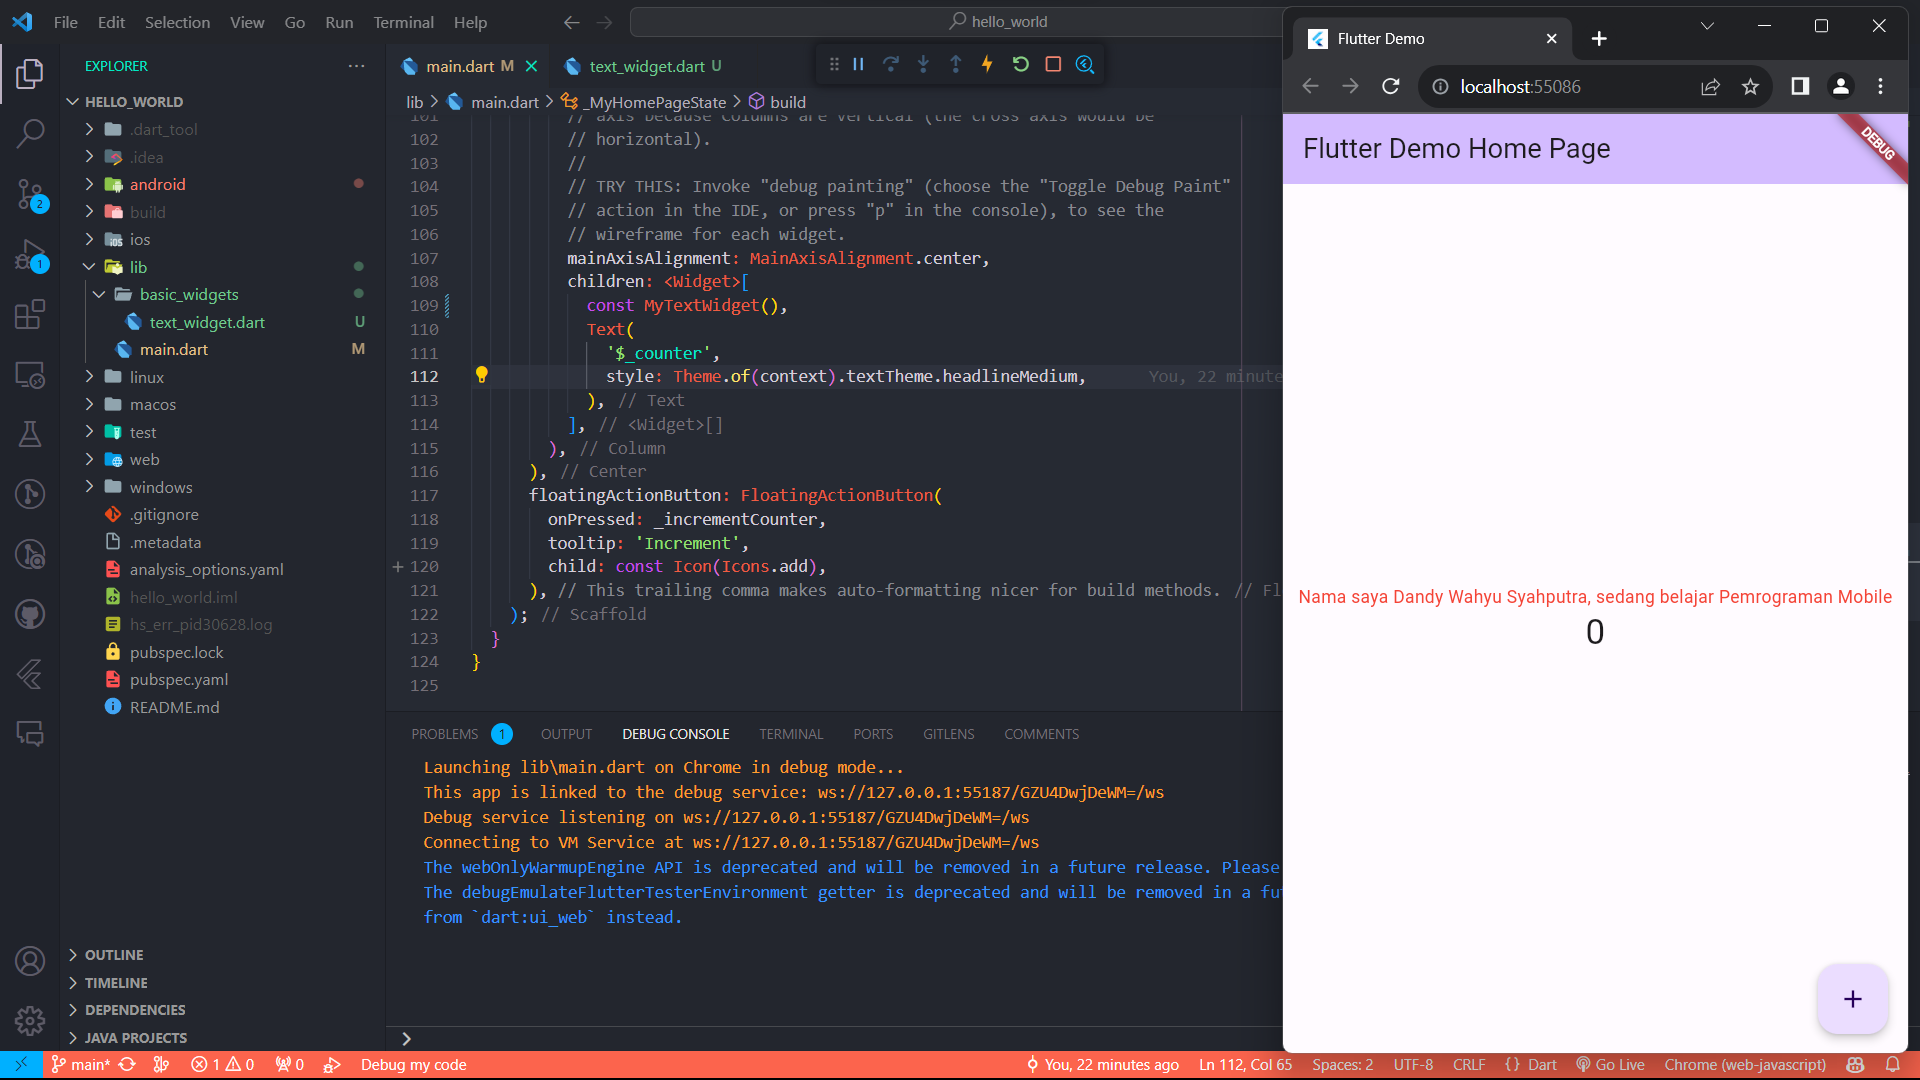 File Edit Selection View Go Run Terminal Help
hello_world
EXPLORER
HELLO_WORLD
.dart_tool
.idea
android
build
ios
lib
basic_widgets
text_widget.dart U
main.dart M
linux
macos
test
web
windows
.gitignore
.metadata
analysis_options.yaml
hello_world.iml
hs_err_pid30628.log
pubspec.lock
pubspec.yaml
README.md
OUTLINE
TIMELINE
DEPENDENCIES
JAVA PROJECTS
2
1
main.dart M
text_widget.dart U
lib > main.dart > _MyHomePageState > build
101 // axis because Columns are vertical (the cross axis would be
102 // horizontal).
103 //
104 // TRY THIS: Invoke "debug painting" (choose the "Toggle Debug Paint"
105 // action in the IDE, or press "p" in the console), to see the
106 // wireframe for each widget.
107 mainAxisAlignment: MainAxisAlignment.center,
108 children: <Widget>[
109 const MyTextWidget(),
110 Text(
111 '$_counter',
112 style: Theme.of(context).textTheme.headlineMedium, You, 22 minute
113 ), // Text
114 ], // <Widget>[]
115 ), // Column
116 ), // Center
117 floatingActionButton: FloatingActionButton(
118 onPressed: _incrementCounter,
119 tooltip: 'Increment',
120 child: const Icon(Icons.add),
121 ), // This trailing comma makes auto-formatting nicer for build methods. // Fl
122 ); // Scaffold
123 }
124 }
125
PROBLEMS 1 OUTPUT DEBUG CONSOLE TERMINAL PORTS GITLENS COMMENTS
Launching lib\main.dart on Chrome in debug mode...
This app is linked to the debug service: ws://127.0.0.1:55187/GZU4DwjDeWM=/ws
Debug service listening on ws://127.0.0.1:55187/GZU4DwjDeWM=/ws
Connecting to VM Service at ws://127.0.0.1:55187/GZU4DwjDeWM=/ws
The webOnlyWarmupEngine API is deprecated and will be removed in a future release. Please
The debugEmulateFlutterTesterEnvironment getter is deprecated and will be removed in a fu
from `dart:ui_web` instead.
Flutter Demo
localhost:55086
Flutter Demo Home Page
DEBUG
Nama saya Dandy Wahyu Syahputra, sedang belajar Pemrograman Mobile
0
main* 1 0 0 Debug my code You, 22 minutes ago Ln 112, Col 65 Spaces: 2 UTF-8 CRLF {} Dart Go Live Chrome (web-javascript)